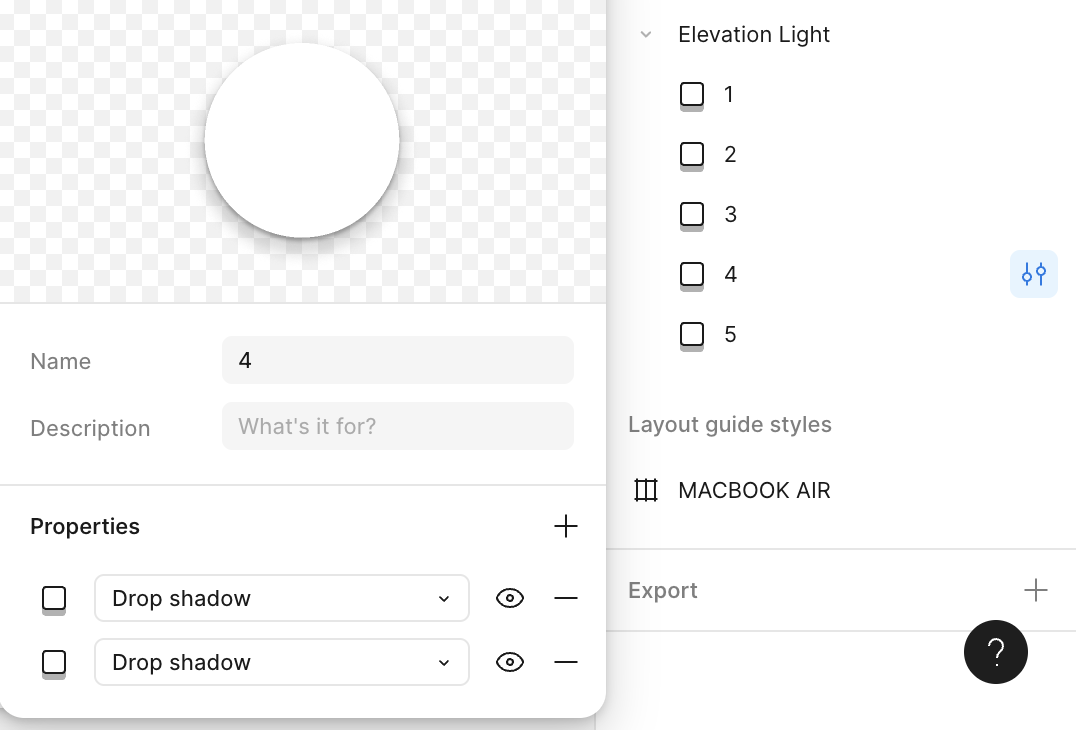 Elevation Light
1
2
3
4
5
Name
4
Description
What's it for?
Properties
Drop shadow
Drop shadow
Layout guide styles
MACBOOK AIR
Export
?